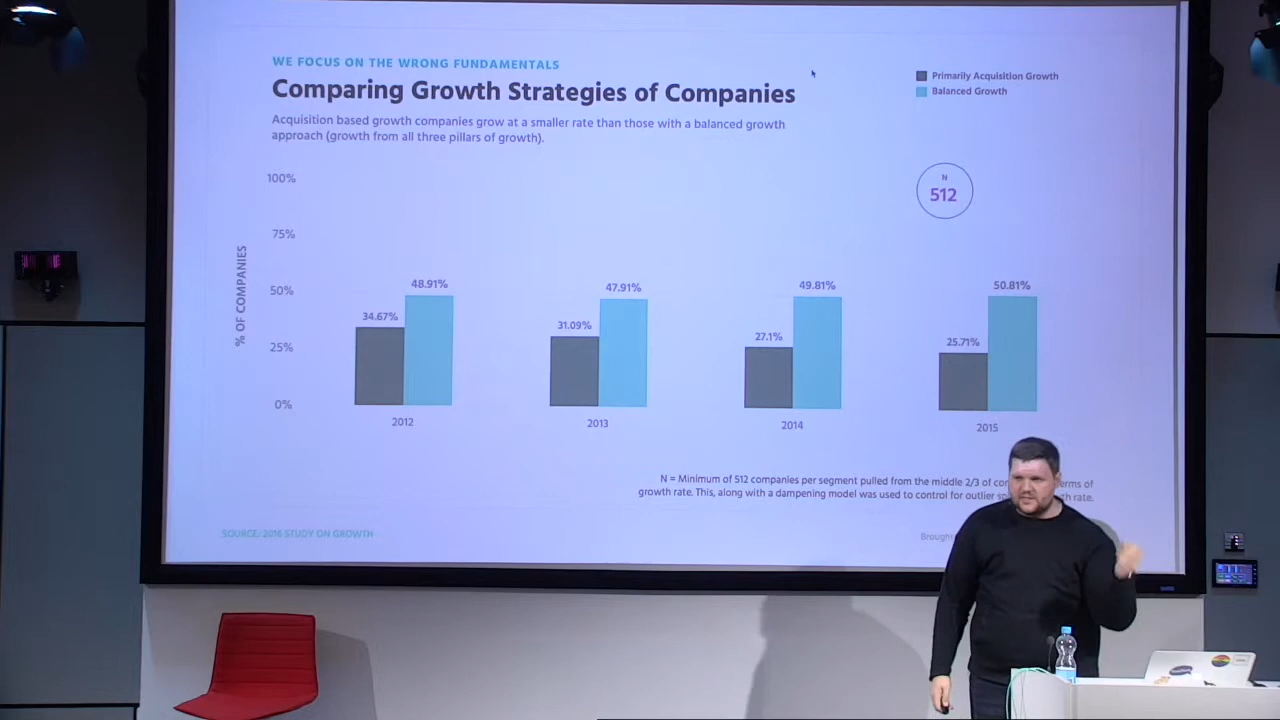 WE FOCUS ON THE WRONG FUNDAMENTALS
Comparing Growth Strategies of Companies
Acquisition based growth companies grow at a smaller rate than those with a balanced growth
approach (growth from all three pillars of growth).
Primarily Acquisition Growth
Balanced Growth
N
512
% OF COMPANIES
100%
75%
50%
25%
0%
34.67%
48.91%
31.09%
47.91%
27.1%
49.81%
25.71%
50.81%
2012
2013
2014
2015
N = Minimum of 512 companies per segment pulled from the middle 2/3 of
growth rate. This, along with a dampening model was used to control for outlier rate.
SOURCE: 2016 STUDY ON GROWTH